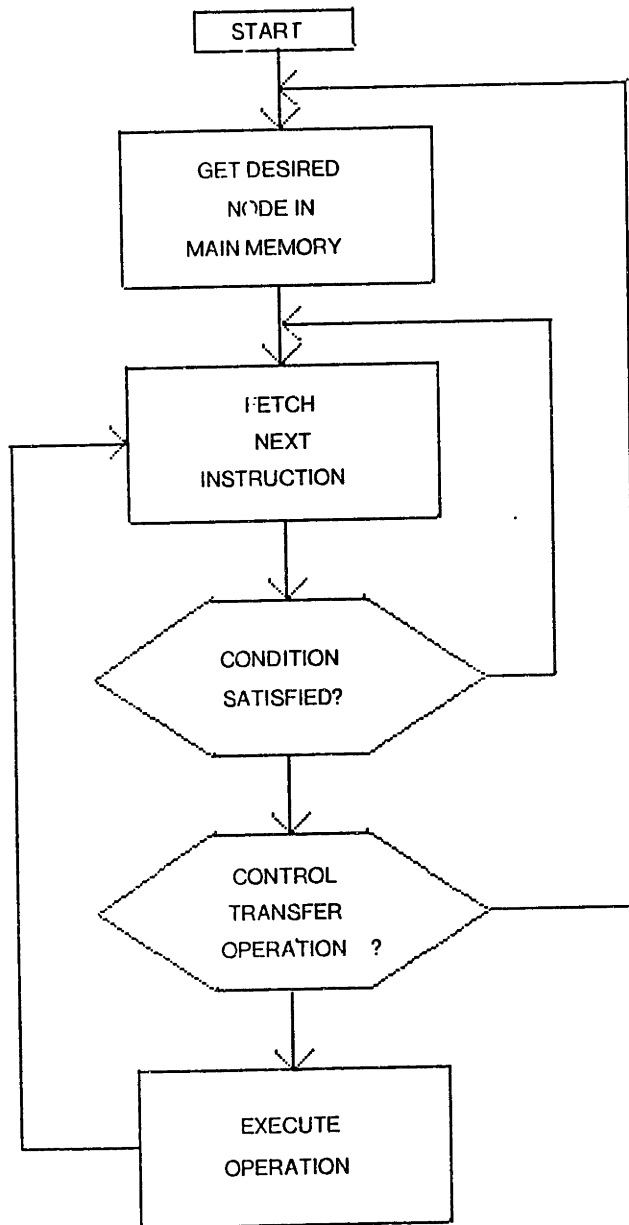 START
GET DESIRED
NODE IN
MAIN MEMORY
FETCH
NEXT
INSTRUCTION
CONDITION
SATISFIED?
CONTROL
TRANSFER
OPERATION ?
EXECUTE
OPERATION